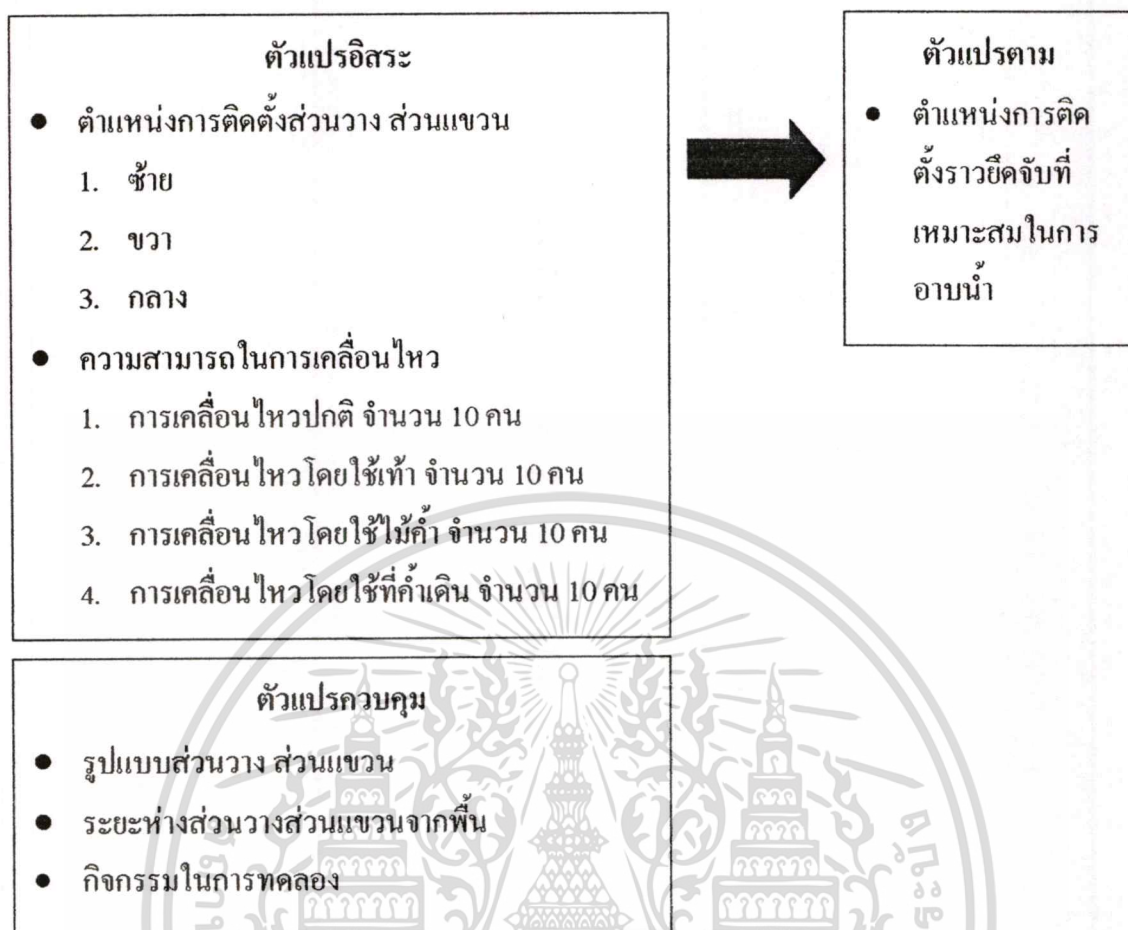 ตัวแปรอิสระ
● ตำแหน่งการติดตั้งส่วนวาง ส่วนแขวน
1. ซ้าย
2. ขวา
3. กลาง
● ความสามารถในการเคลื่อนไหว
1. การเคลื่อนไหวปกติ จำนวน 10 คน
2. การเคลื่อนไหวโดยใช้เท้า จำนวน 10 คน
3. การเคลื่อนไหวโดยใช้ไม้ค้ำ จำนวน 10 คน
4. การเคลื่อนไหวโดยใช้ที่ค้ำเดิน จำนวน 10 คน
ตัวแปรตาม
● ตำแหน่งการติด
ตั้งราวยึดจับที่
เหมาะสมในการ
อาบน้ำ
ตัวแปรควบคุม
● รูปแบบส่วนวาง ส่วนแขวน
● ระยะห่างส่วนวางส่วนแขวนจากพื้น
● กิจกรรมในการทดลอง